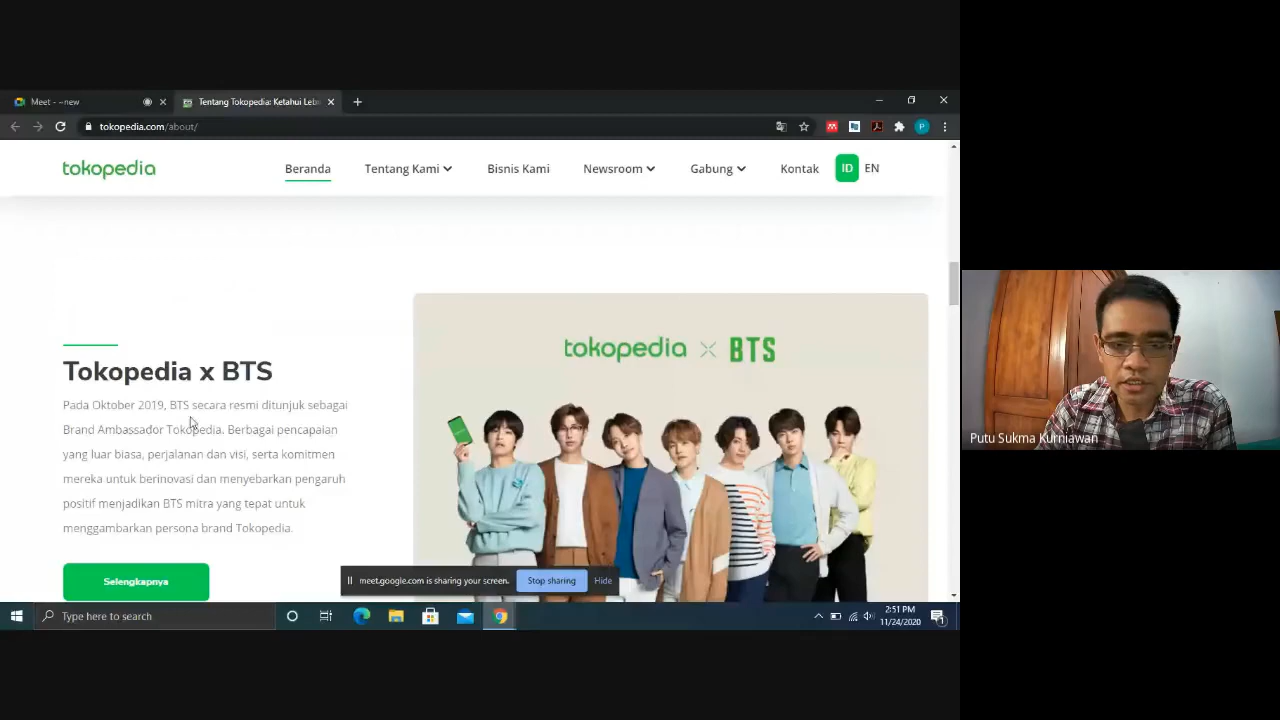 Meet - ~new
Tentang Tokopedia: Ketahui Leb
tokopedia.com/about/
tokopedia
Beranda
Tentang Kami
Bisnis Kami
Newsroom
Gabung
Kontak
ID
EN
Tokopedia x BTS
Pada Oktober 2019, BTS secara resmi ditunjuk sebagai
Brand Ambassador Tokopedia. Berbagai pencapaian
yang luar biasa, perjalanan dan visi, serta komitmen
mereka untuk berinovasi dan menyebarkan pengaruh
positif menjadikan BTS mitra yang tepat untuk
menggambarkan persona brand Tokopedia.
Selengkapnya
tokopedia × BTS
meet.google.com is sharing your screen.
Stop sharing
Hide
Type here to search
2:51 PM
11/24/2020
Putu Sukma Kurniawan